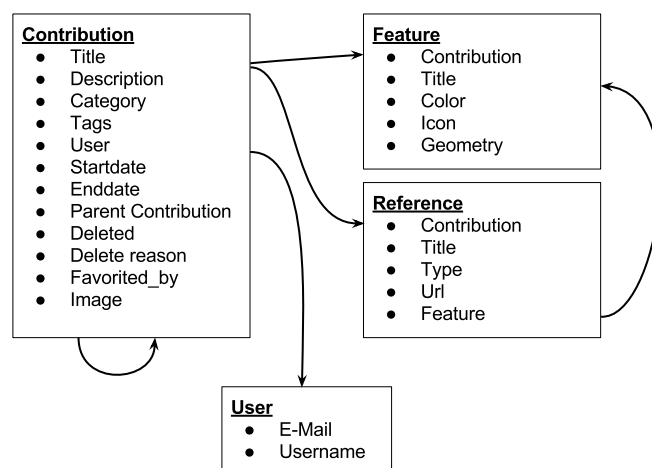 Contribution
● Title
● Description
● Category
● Tags
● User
● Startdate
● Enddate
● Parent Contribution
● Deleted
● Delete reason
● Favorited_by
● Image
Feature
● Contribution
● Title
● Color
● Icon
● Geometry
Reference
● Contribution
● Title
● Type
● Url
● Feature
User
● E-Mail
● Username